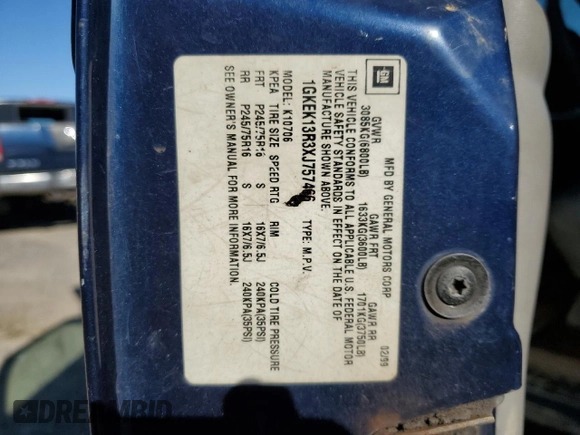 GM
MFD BY GENERAL MOTORS CORP 02/99
GVWR GAWR FRT GAWR RR
3085KG(6800LB) 1633KG(3600LB) 1701KG(3750LB)
THIS VEHICLE CONFORMS TO ALL APPLICABLE U.S. FEDERAL MOTOR
VEHICLE SAFETY STANDARDS IN EFFECT ON THE DATE OF
MANUFACTURE SHOWN ABOVE.
1GKEK13R3XJ757466 TYPE: M.P.V.
MODEL: K10706
KPEA TIRE SIZE SPEED RTG RIM COLD TIRE PRESSURE
FRT P245/75R16 S 16X7/6.5J 240KPA(35PSI)
RR P245/75R16 S 16X7/6.5J 240KPA(35PSI)
SEE OWNER'S MANUAL FOR MORE INFORMATION.
DREAMBID